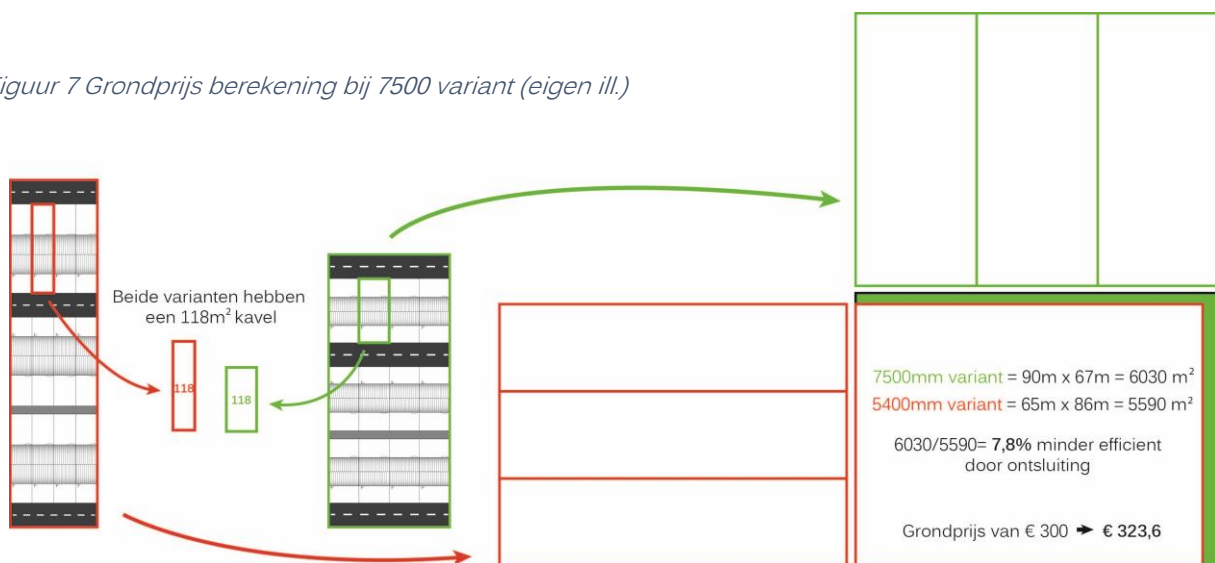 iguur 7 Grondprijs berekening bij 7500 variant (eigen ill.)
Beide varianten hebben
een 118m² kavel
118
118
7500mm variant = 90m x 67m = 6030 m²
5400mm variant = 65m x 86m = 5590 m²
6030/5590= 7,8% minder efficient
door ontsluiting
Grondprijs van € 300 → € 323,6